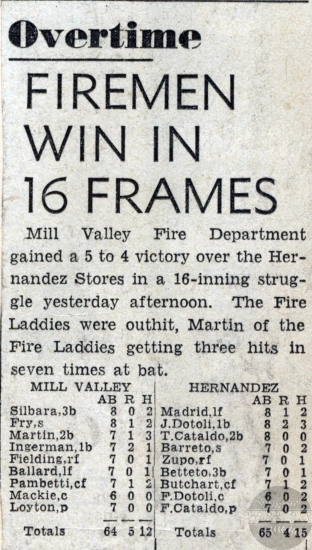 Overtime
FIREMEN
WIN IN
16 FRAMES
Mill Valley Fire Department
gained a 5 to 4 victory over the Her-
nandez Stores in a 16-inning strug-
gle yesterday afternoon. The Fire
Laddies were outhit, Martin of the
Fire Laddies getting three hits in
seven times at bat.
MILL VALLEY
AB R H
Silbara,3b 8 0 2
Fry,s 8 1 2
Martin,2b 7 1 3
Ingerman,1b 7 2 1
Fielding,rf 7 0 1
Ballard,lf 7 0 1
Pambetti,cf 7 1 2
Mackie,c 6 0 0
Loyton,p 7 0 0
Totals 64 5 12
HERNANDEZ
AB R H
Madrid,lf 8 1 2
J.Dotoli,1b 8 2 3
T.Cataldo,2b 8 0 0
Barreto,s 7 0 2
Zupo,rf 7 0 1
Betteto,3b 7 0 1
Butchart,cf 7 1 2
F.Dotoli,c 6 0 2
F.Cataldo,p 7 0 2
Totals 65 4 15